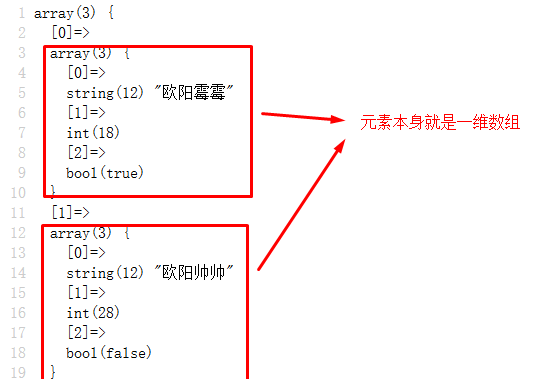 1 array(3) {
2 [0]=>
3 array(3) {
4 [0]=>
5 string(12) "欧阳霉霉"
6 [1]=>
7 int(18)
8 [2]=>
9 bool(true)
10 }
11 [1]=>
12 array(3) {
13 [0]=>
14 string(12) "欧阳帅帅"
15 [1]=>
16 int(28)
17 [2]=>
18 bool(false)
19 }
元素本身就是一维数组